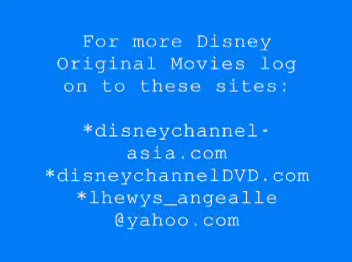 For more Disney
Original Movies log
on to these sites:
*disneychannel-
asia.com
*disneychannelDVD.com
*lhewys_angealle
@yahoo.com